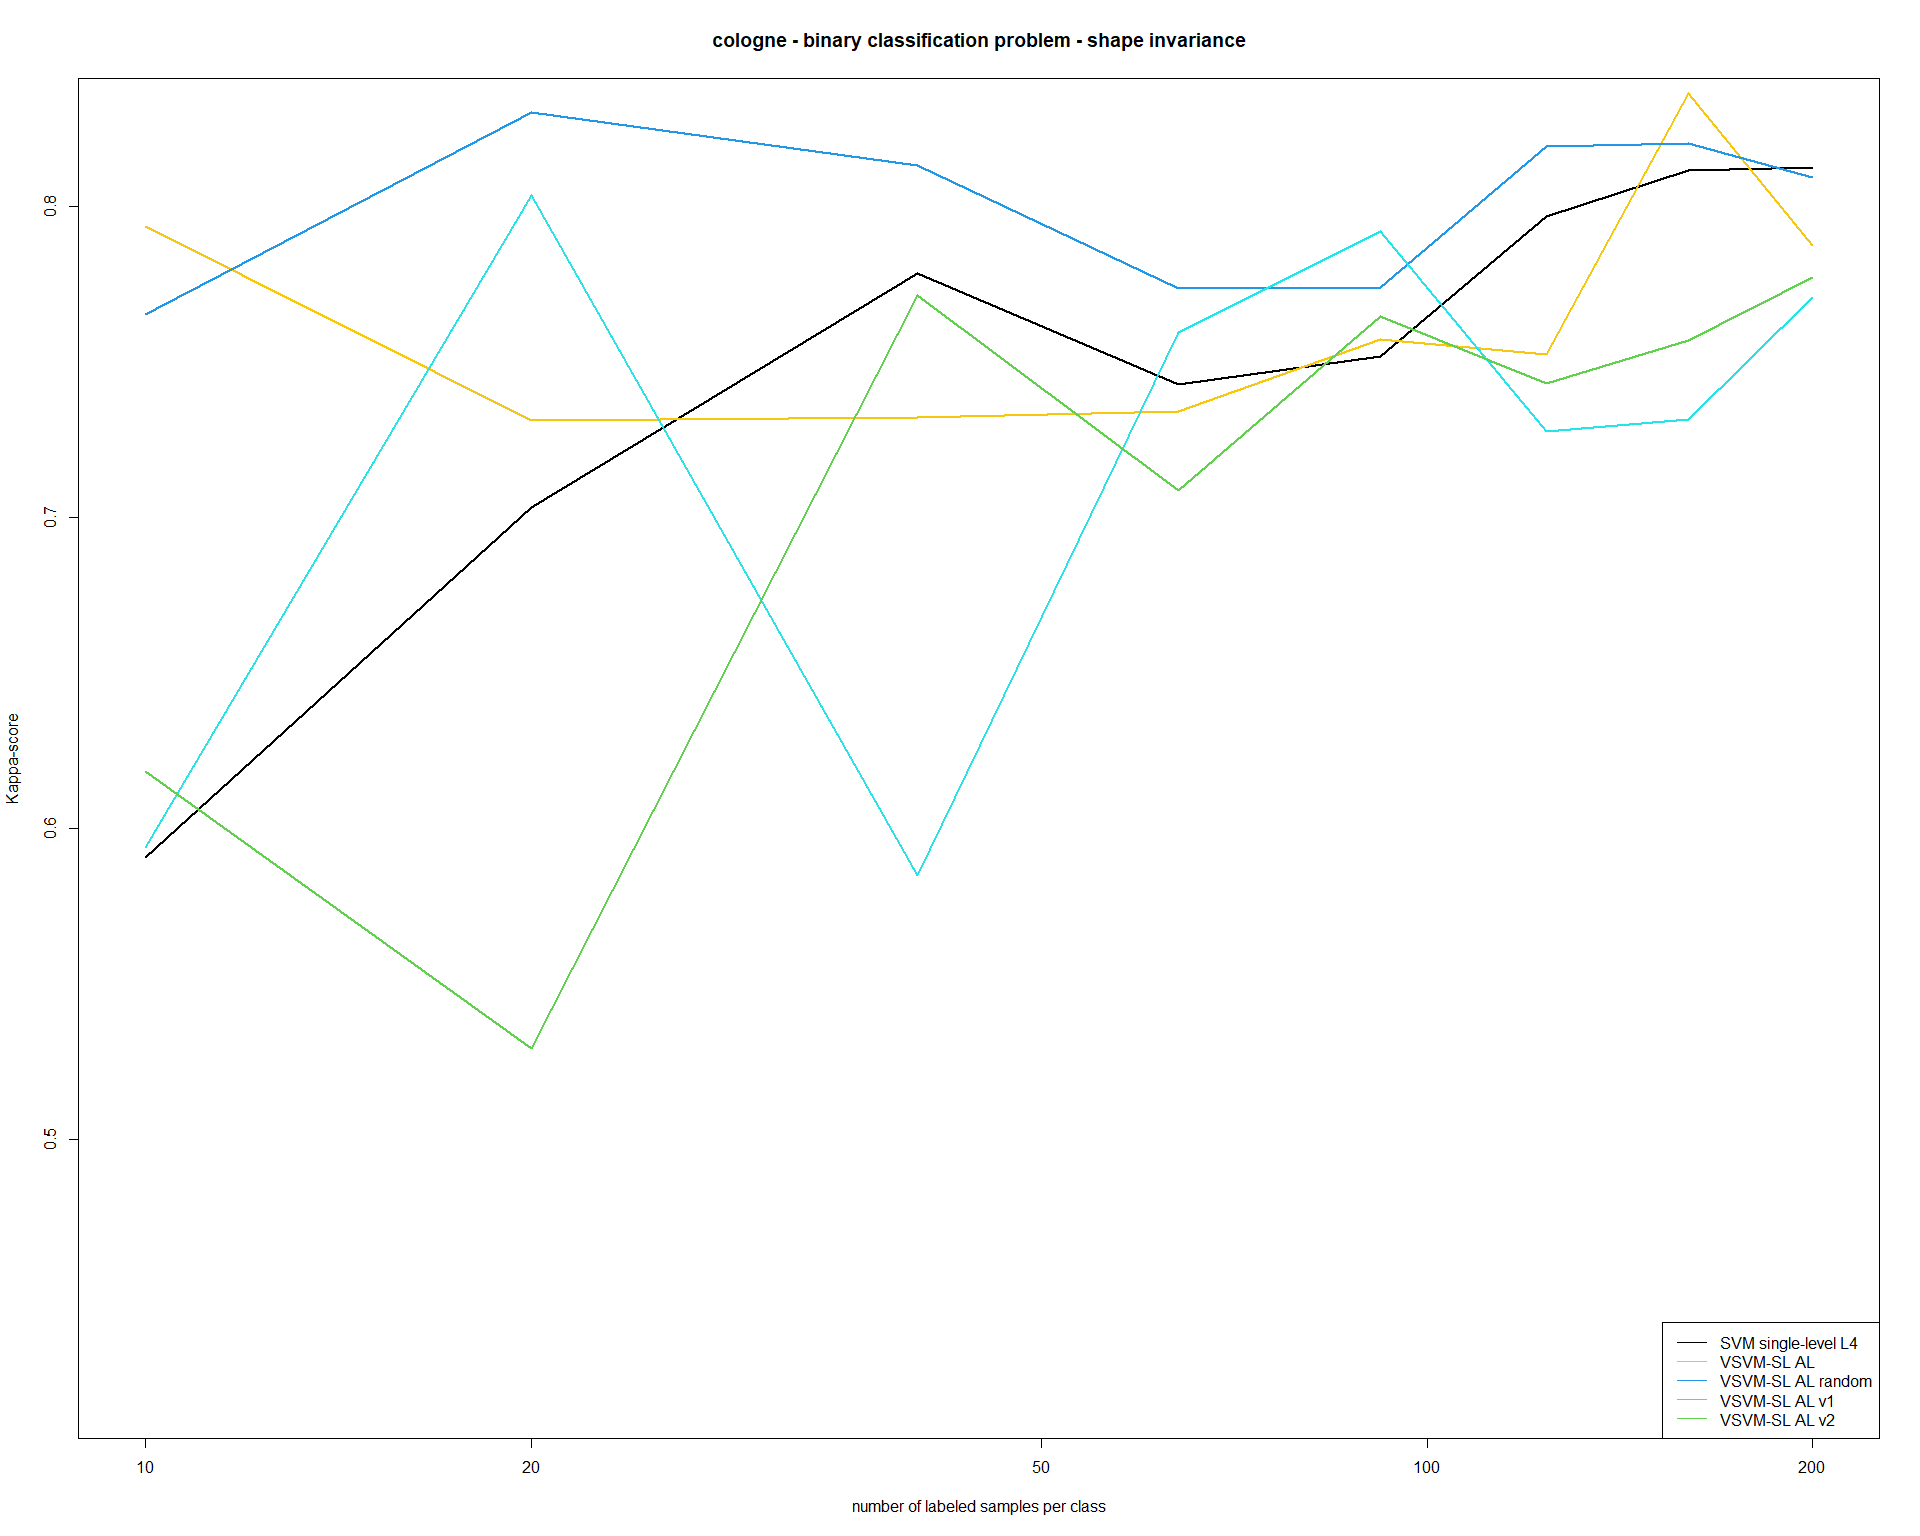 cologne - binary classification problem - shape invariance
Kappa-score
0.8
0.7
0.6
0.5
10
20
50
100
200
number of labeled samples per class
SVM single-level L4
VSVM-SL AL
VSVM-SL AL random
VSVM-SL AL v1
VSVM-SL AL v2